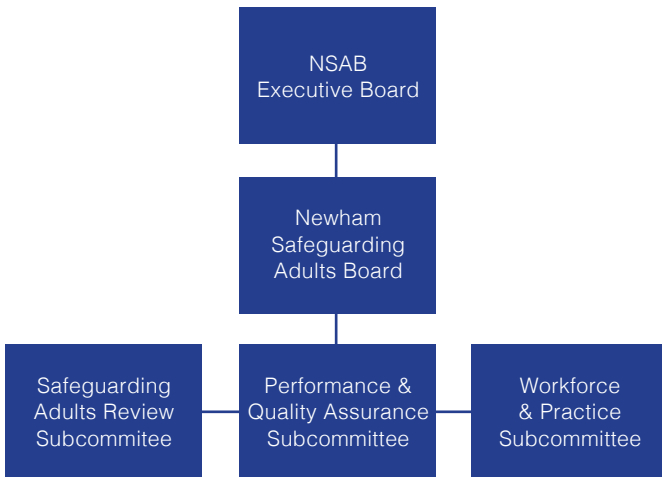 NSAB
Executive Board
Newham
Safeguarding
Adults Board
Safeguarding
Adults Review
Subcommitee
Performance &
Quality Assurance
Subcommittee
Workforce
& Practice
Subcommittee